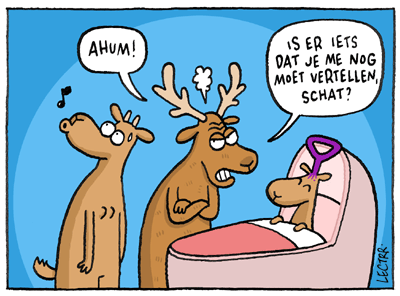 AHUM!
IS ER IETS
DAT JE ME NOG
MOET VERTELLEN,
SCHAT?
LECTRR